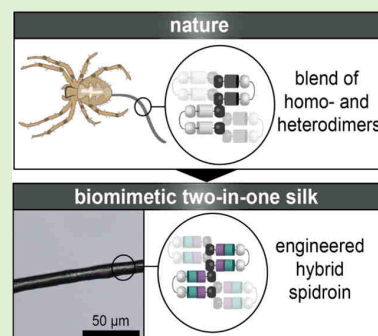 nature
blend of
homo- and
heterodimers
biomimetic two-in-one silk
engineered
hybrid
spidroin
50 µm